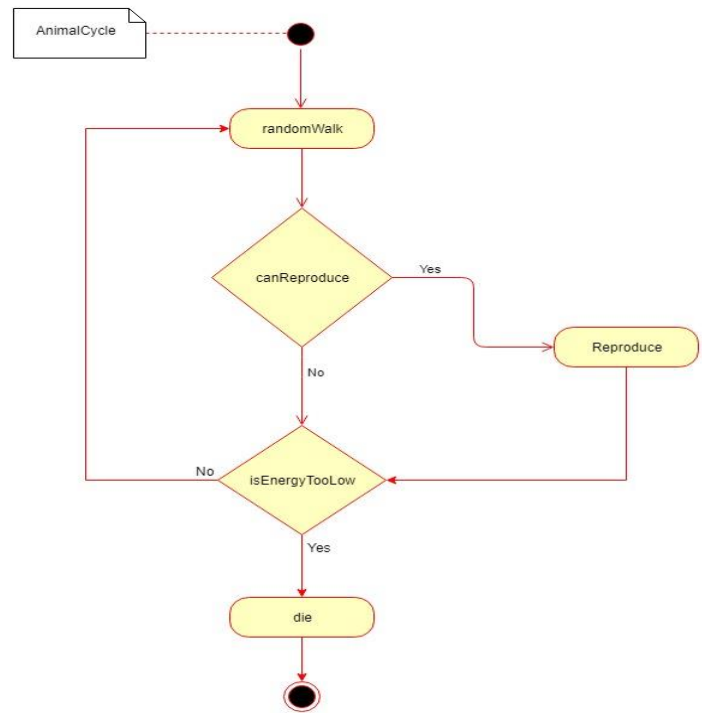 AnimalCycle
randomWalk
canReproduce
Yes
Reproduce
No
isEnergyTooLow
No
Yes
die